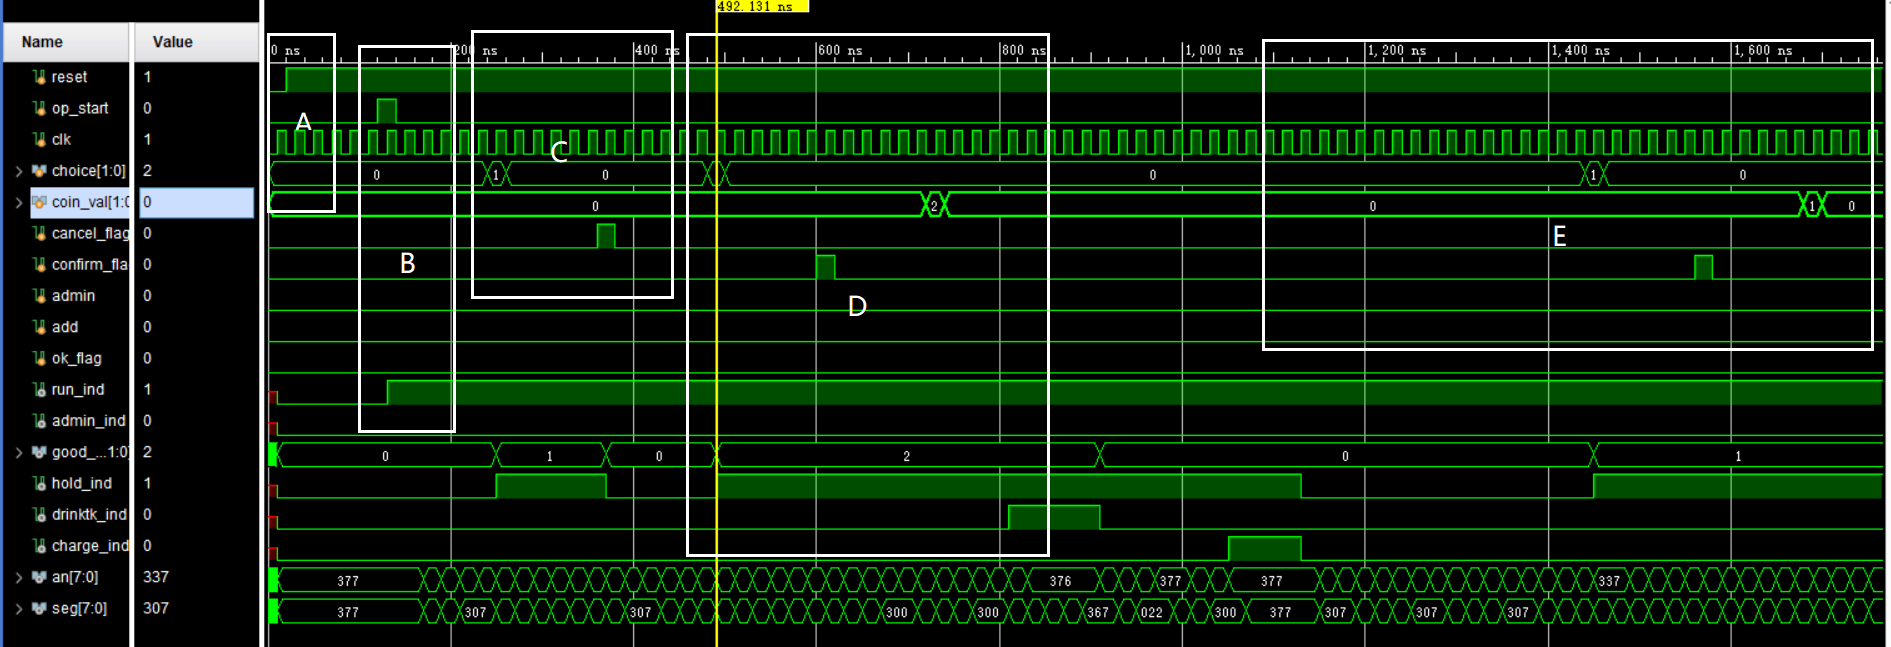 492.131 ns
Name Value
0 ns 200 ns 400 ns 600 ns 800 ns 1,000 ns 1,200 ns 1,400 ns 1,600 ns
reset 1
op_start 0
A
clk 1
C
choice[1:0] 2 0 1 0 0 1 0
coin_val[1:0 0 0 2 0 1 0
cancel_flag 0
E
confirm_fla 0
B
admin 0
D
add 0
ok_flag 0
run_ind 1
admin_ind 0
good_...1:0] 2 0 1 0 2 0 1
hold_ind 1
drinktk_ind 0
charge_ind 0
an[7:0] 337 377 376 377 377 337
seg[7:0] 307 377 307 307 300 300 367 022 300 377 307 307 307